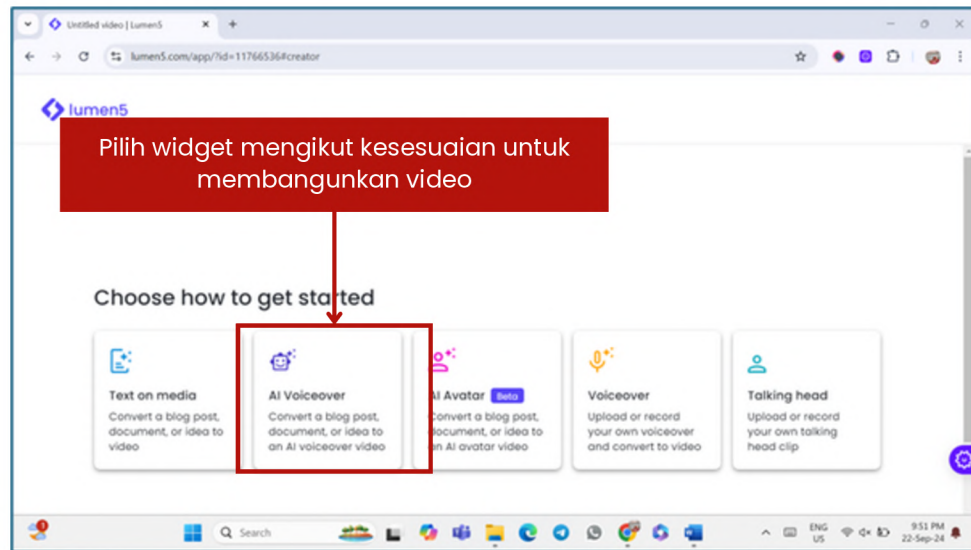 Untitled video | Lumen5
lumen5.com/app/?id=11766536#creator
lumen5
Pilih widget mengikut kesesuaian untuk
membangunkan video
Choose how to get started
Text on media
Convert a blog post,
document, or idea to
video
AI Voiceover
Convert a blog post,
document, or idea to
an AI voiceover video
AI Avatar Beta
Convert a blog post,
document, or idea to
an AI avatar video
Voiceover
Upload or record
your own voiceover
and convert to video
Talking head
Upload or record
your own talking
head clip
Search
ENG
US
9:51 PM
22-Sep-24